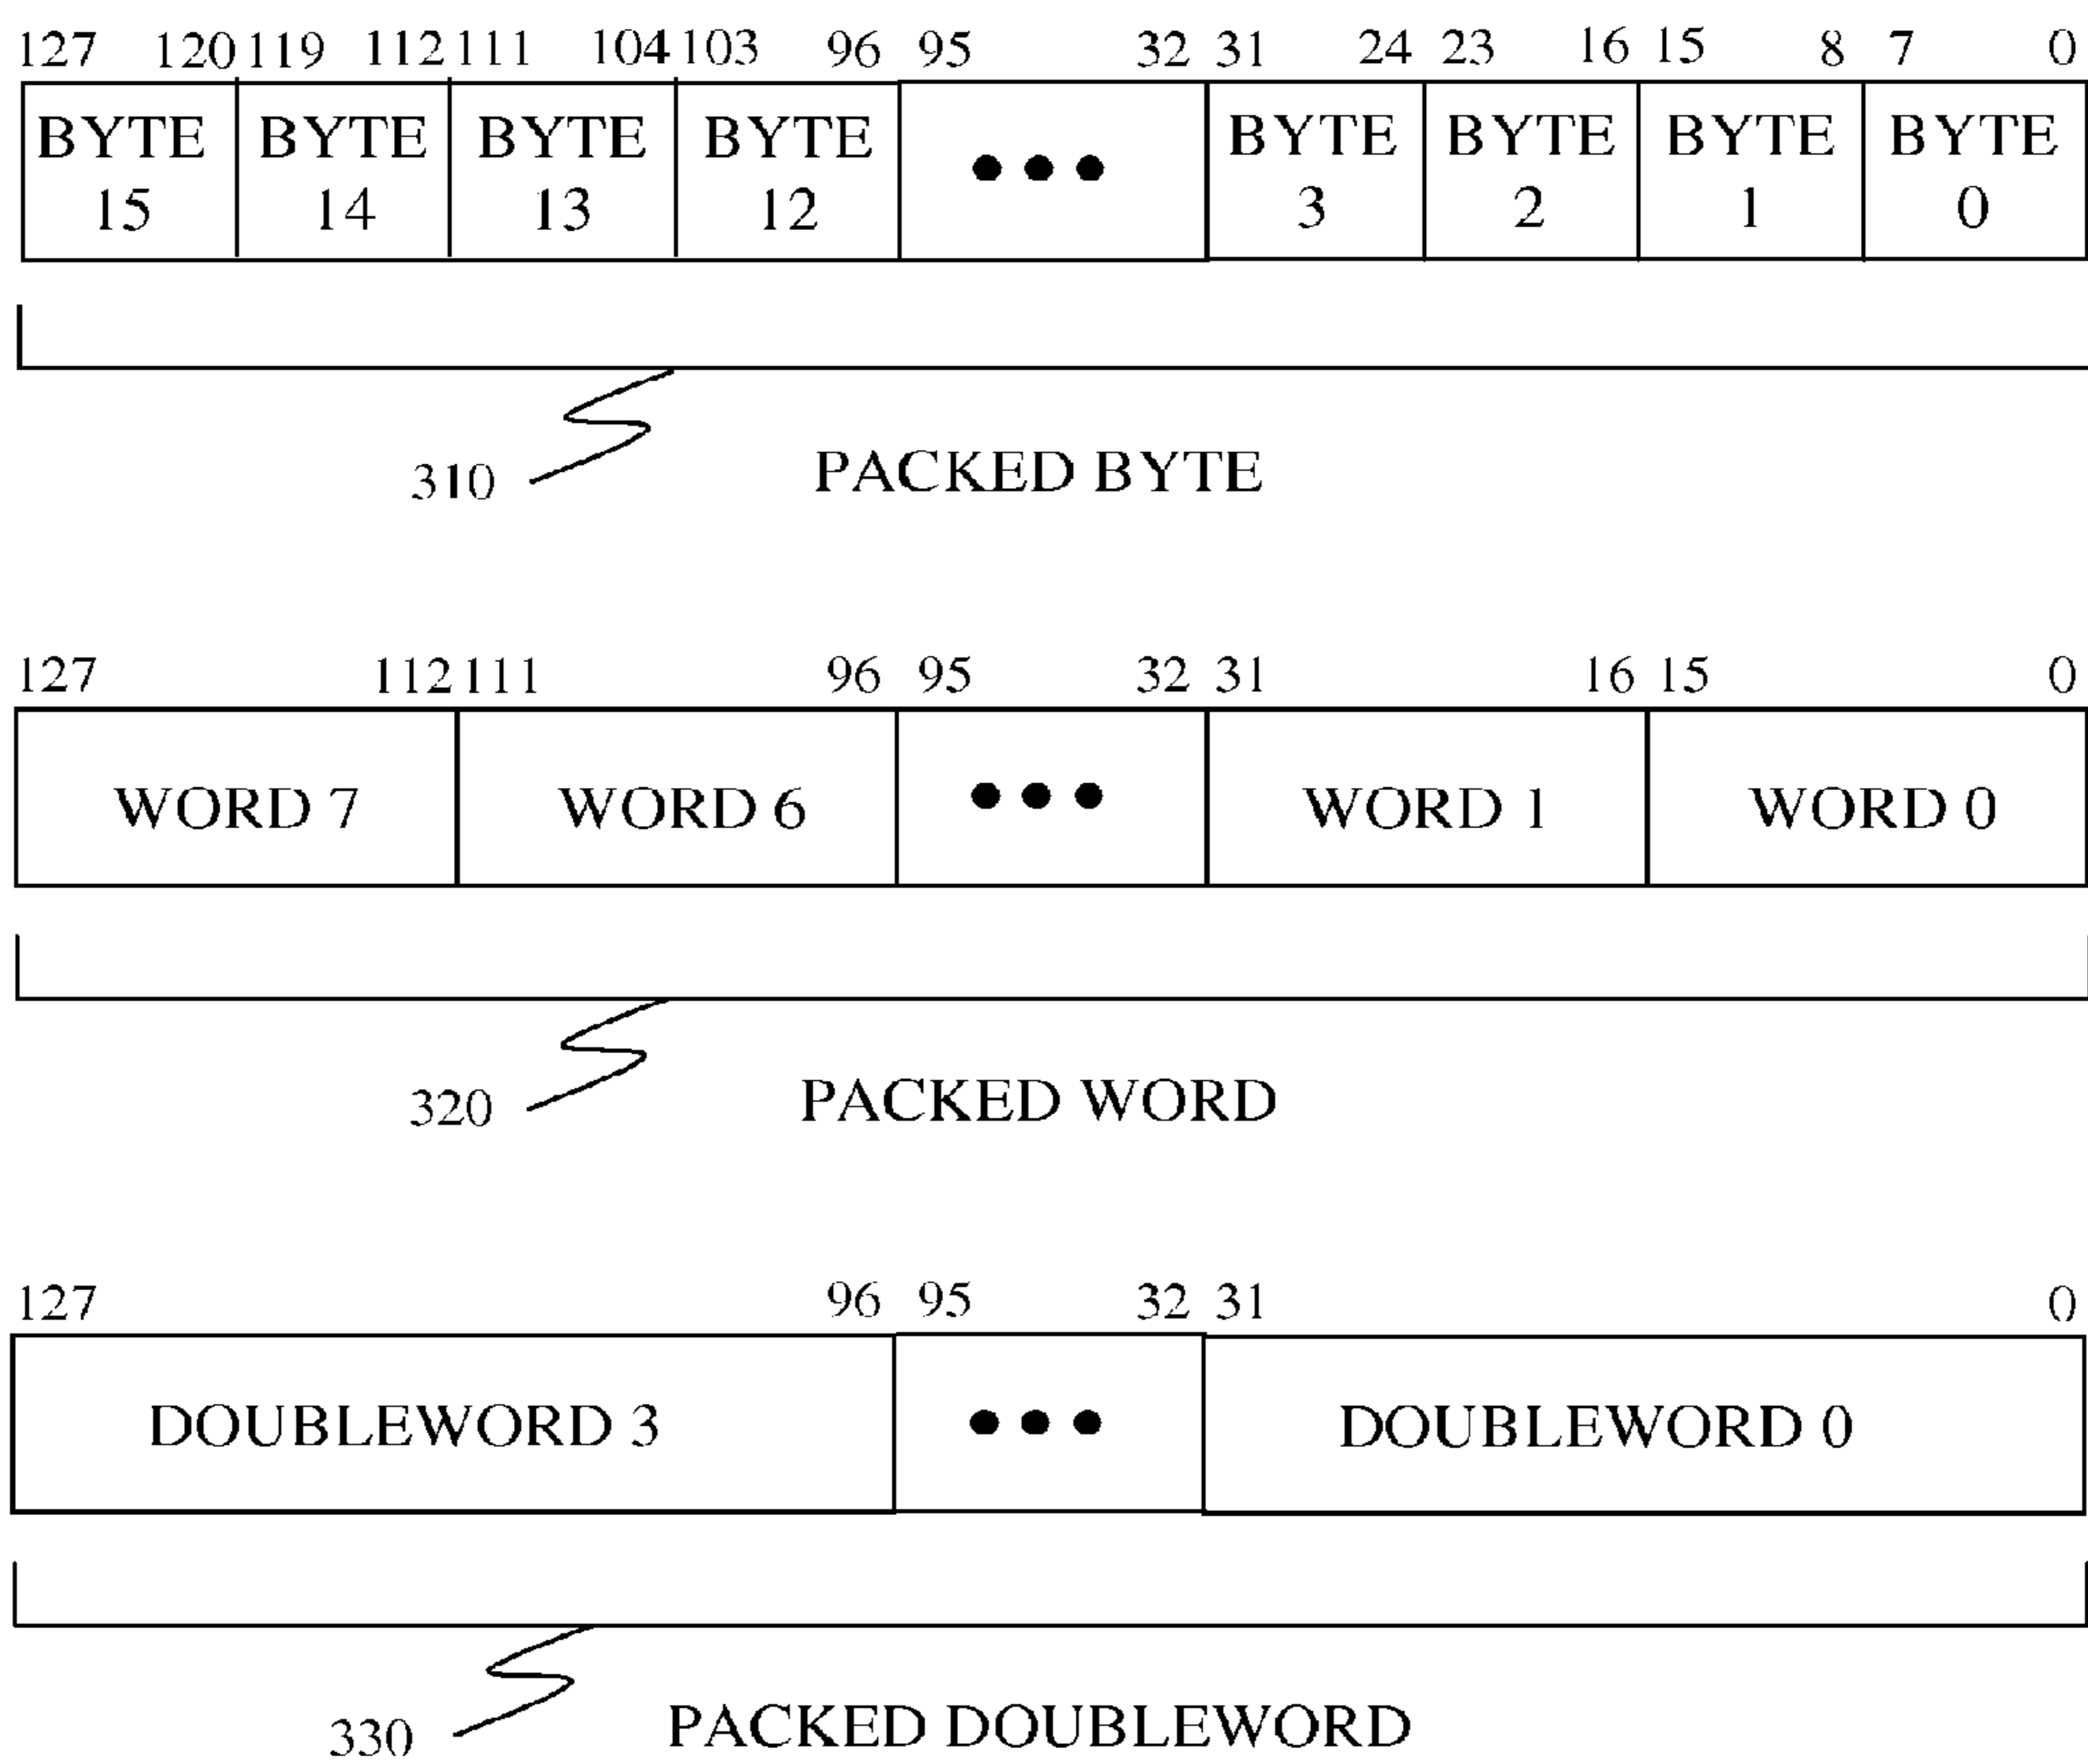 127 120 119 112 111 104 103 96 95 32 31 24 23 16 15 8 7 0
BYTE BYTE BYTE BYTE BYTE BYTE BYTE BYTE
15 14 13 12 ••• 3 2 1 0
310 PACKED BYTE
127 112 111 96 95 32 31 16 15 0
WORD 7 WORD 6 ••• WORD 1 WORD 0
320 PACKED WORD
127 96 95 32 31 0
DOUBLEWORD 3 ••• DOUBLEWORD 0
330 PACKED DOUBLEWORD